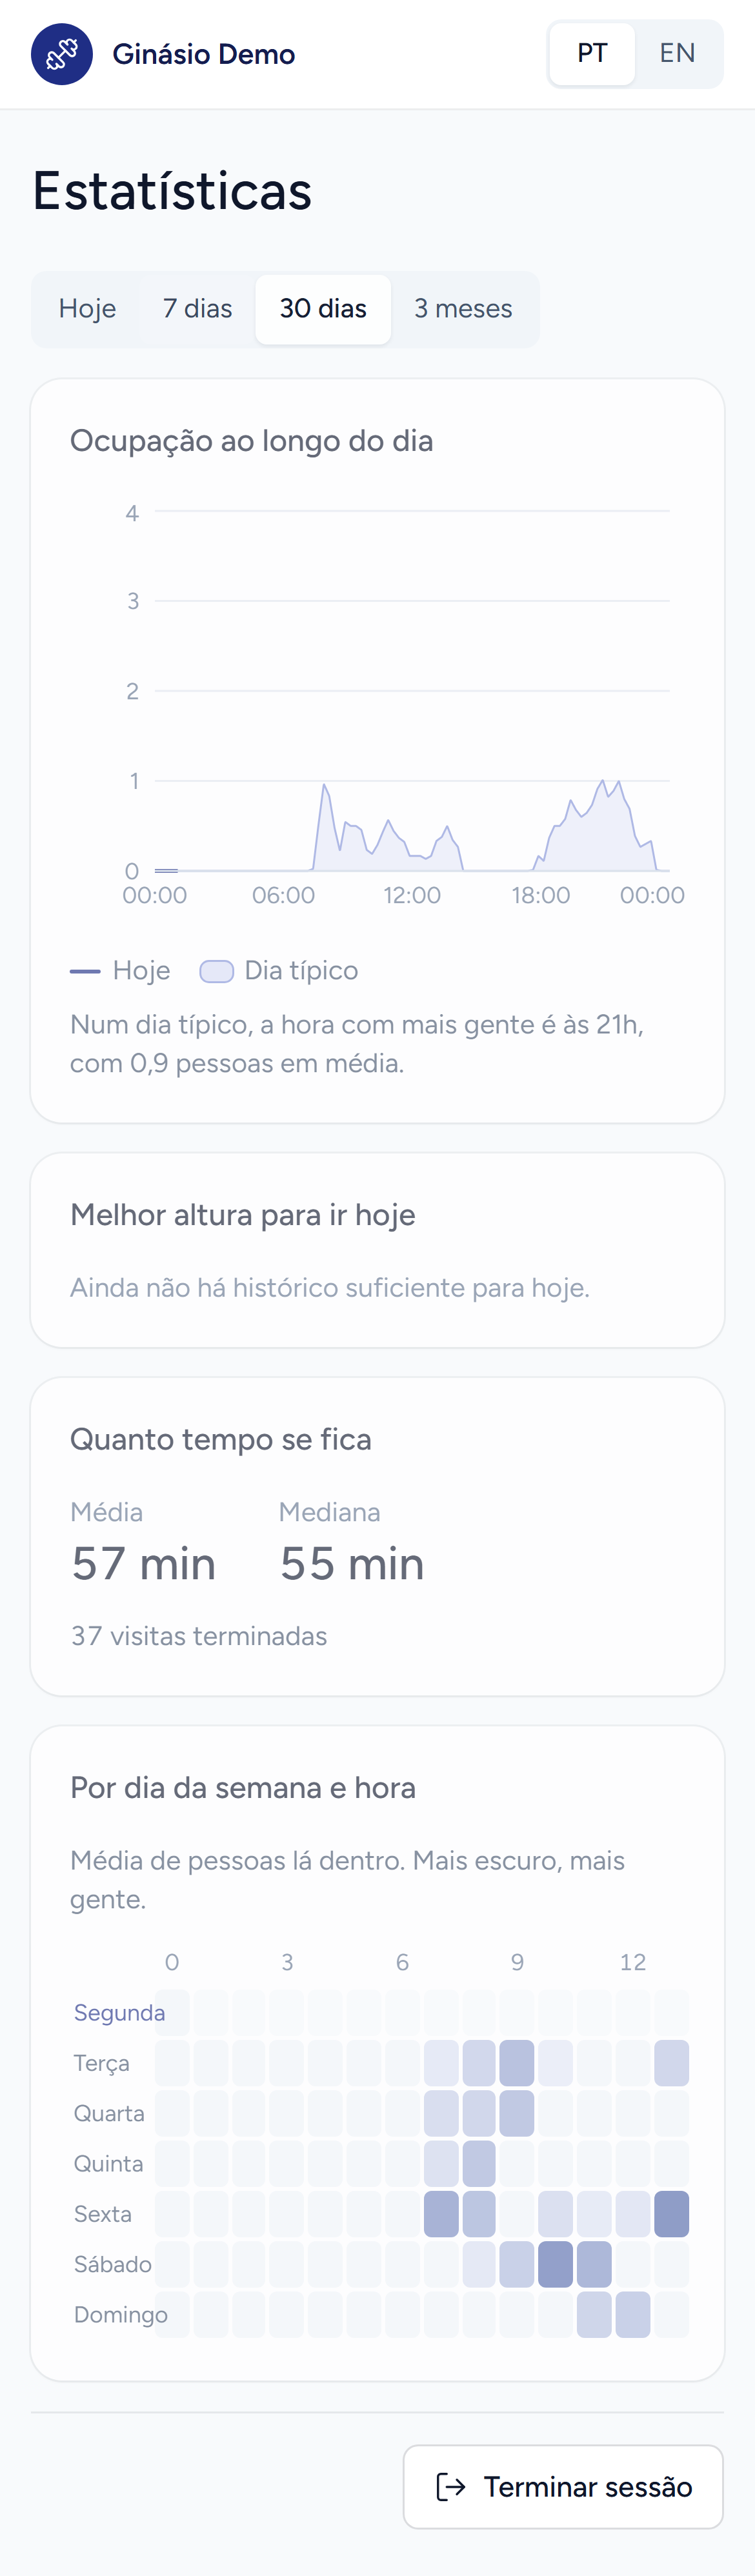 Ginásio Demo
PT EN
Estatísticas
Hoje 7 dias 30 dias 3 meses
Ocupação ao longo do dia
4
3
2
1
0
00:00 06:00 12:00 18:00 00:00
Hoje Dia típico
Num dia típico, a hora com mais gente é às 21h,
com 0,9 pessoas em média.
Melhor altura para ir hoje
Ainda não há histórico suficiente para hoje.
Quanto tempo se fica
Média Mediana
57 min 55 min
37 visitas terminadas
Por dia da semana e hora
Média de pessoas lá dentro. Mais escuro, mais
gente.
0 3 6 9 12
Segunda
Terça
Quarta
Quinta
Sexta
Sábado
Domingo
Terminar sessão